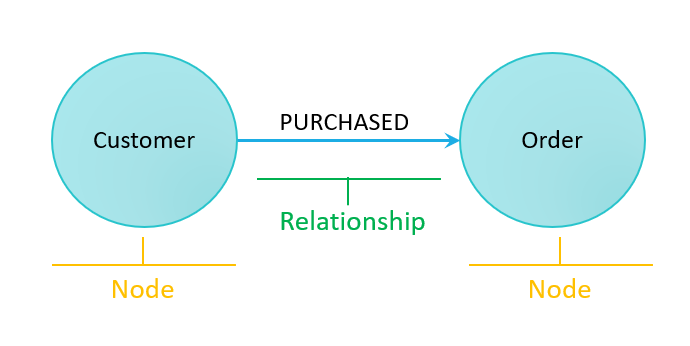 PURCHASED
Customer
Order
Relationship
Node
Node